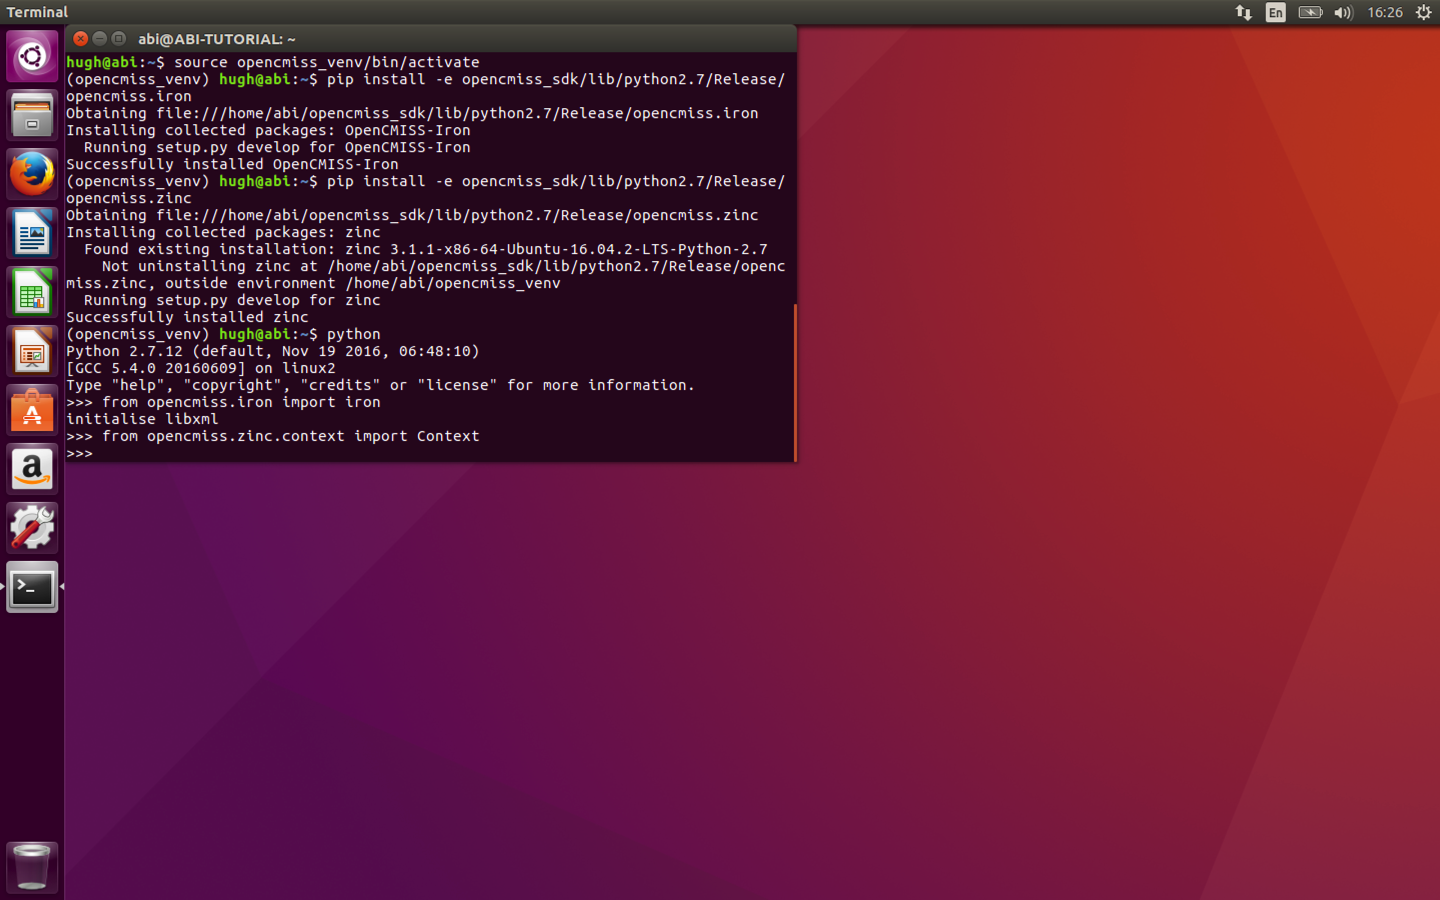 Terminal
En
16:26
abi@ABI-TUTORIAL: ~
hugh@abi:~$ source opencmiss_venv/bin/activate
(opencmiss_venv) hugh@abi:~$ pip install -e opencmiss_sdk/lib/python2.7/Release/
opencmiss.iron
Obtaining file:///home/abi/opencmiss_sdk/lib/python2.7/Release/opencmiss.iron
Installing collected packages: OpenCMISS-Iron
  Running setup.py develop for OpenCMISS-Iron
Successfully installed OpenCMISS-Iron
(opencmiss_venv) hugh@abi:~$ pip install -e opencmiss_sdk/lib/python2.7/Release/
opencmiss.zinc
Obtaining file:///home/abi/opencmiss_sdk/lib/python2.7/Release/opencmiss.zinc
Installing collected packages: zinc
  Found existing installation: zinc 3.1.1-x86-64-Ubuntu-16.04.2-LTS-Python-2.7
    Not uninstalling zinc at /home/abi/opencmiss_sdk/lib/python2.7/Release/openc
miss.zinc, outside environment /home/abi/opencmiss_venv
  Running setup.py develop for zinc
Successfully installed zinc
(opencmiss_venv) hugh@abi:~$ python
Python 2.7.12 (default, Nov 19 2016, 06:48:10)
[GCC 5.4.0 20160609] on linux2
Type "help", "copyright", "credits" or "license" for more information.
>>> from opencmiss.iron import iron
initialise libxml
>>> from opencmiss.zinc.context import Context
>>>